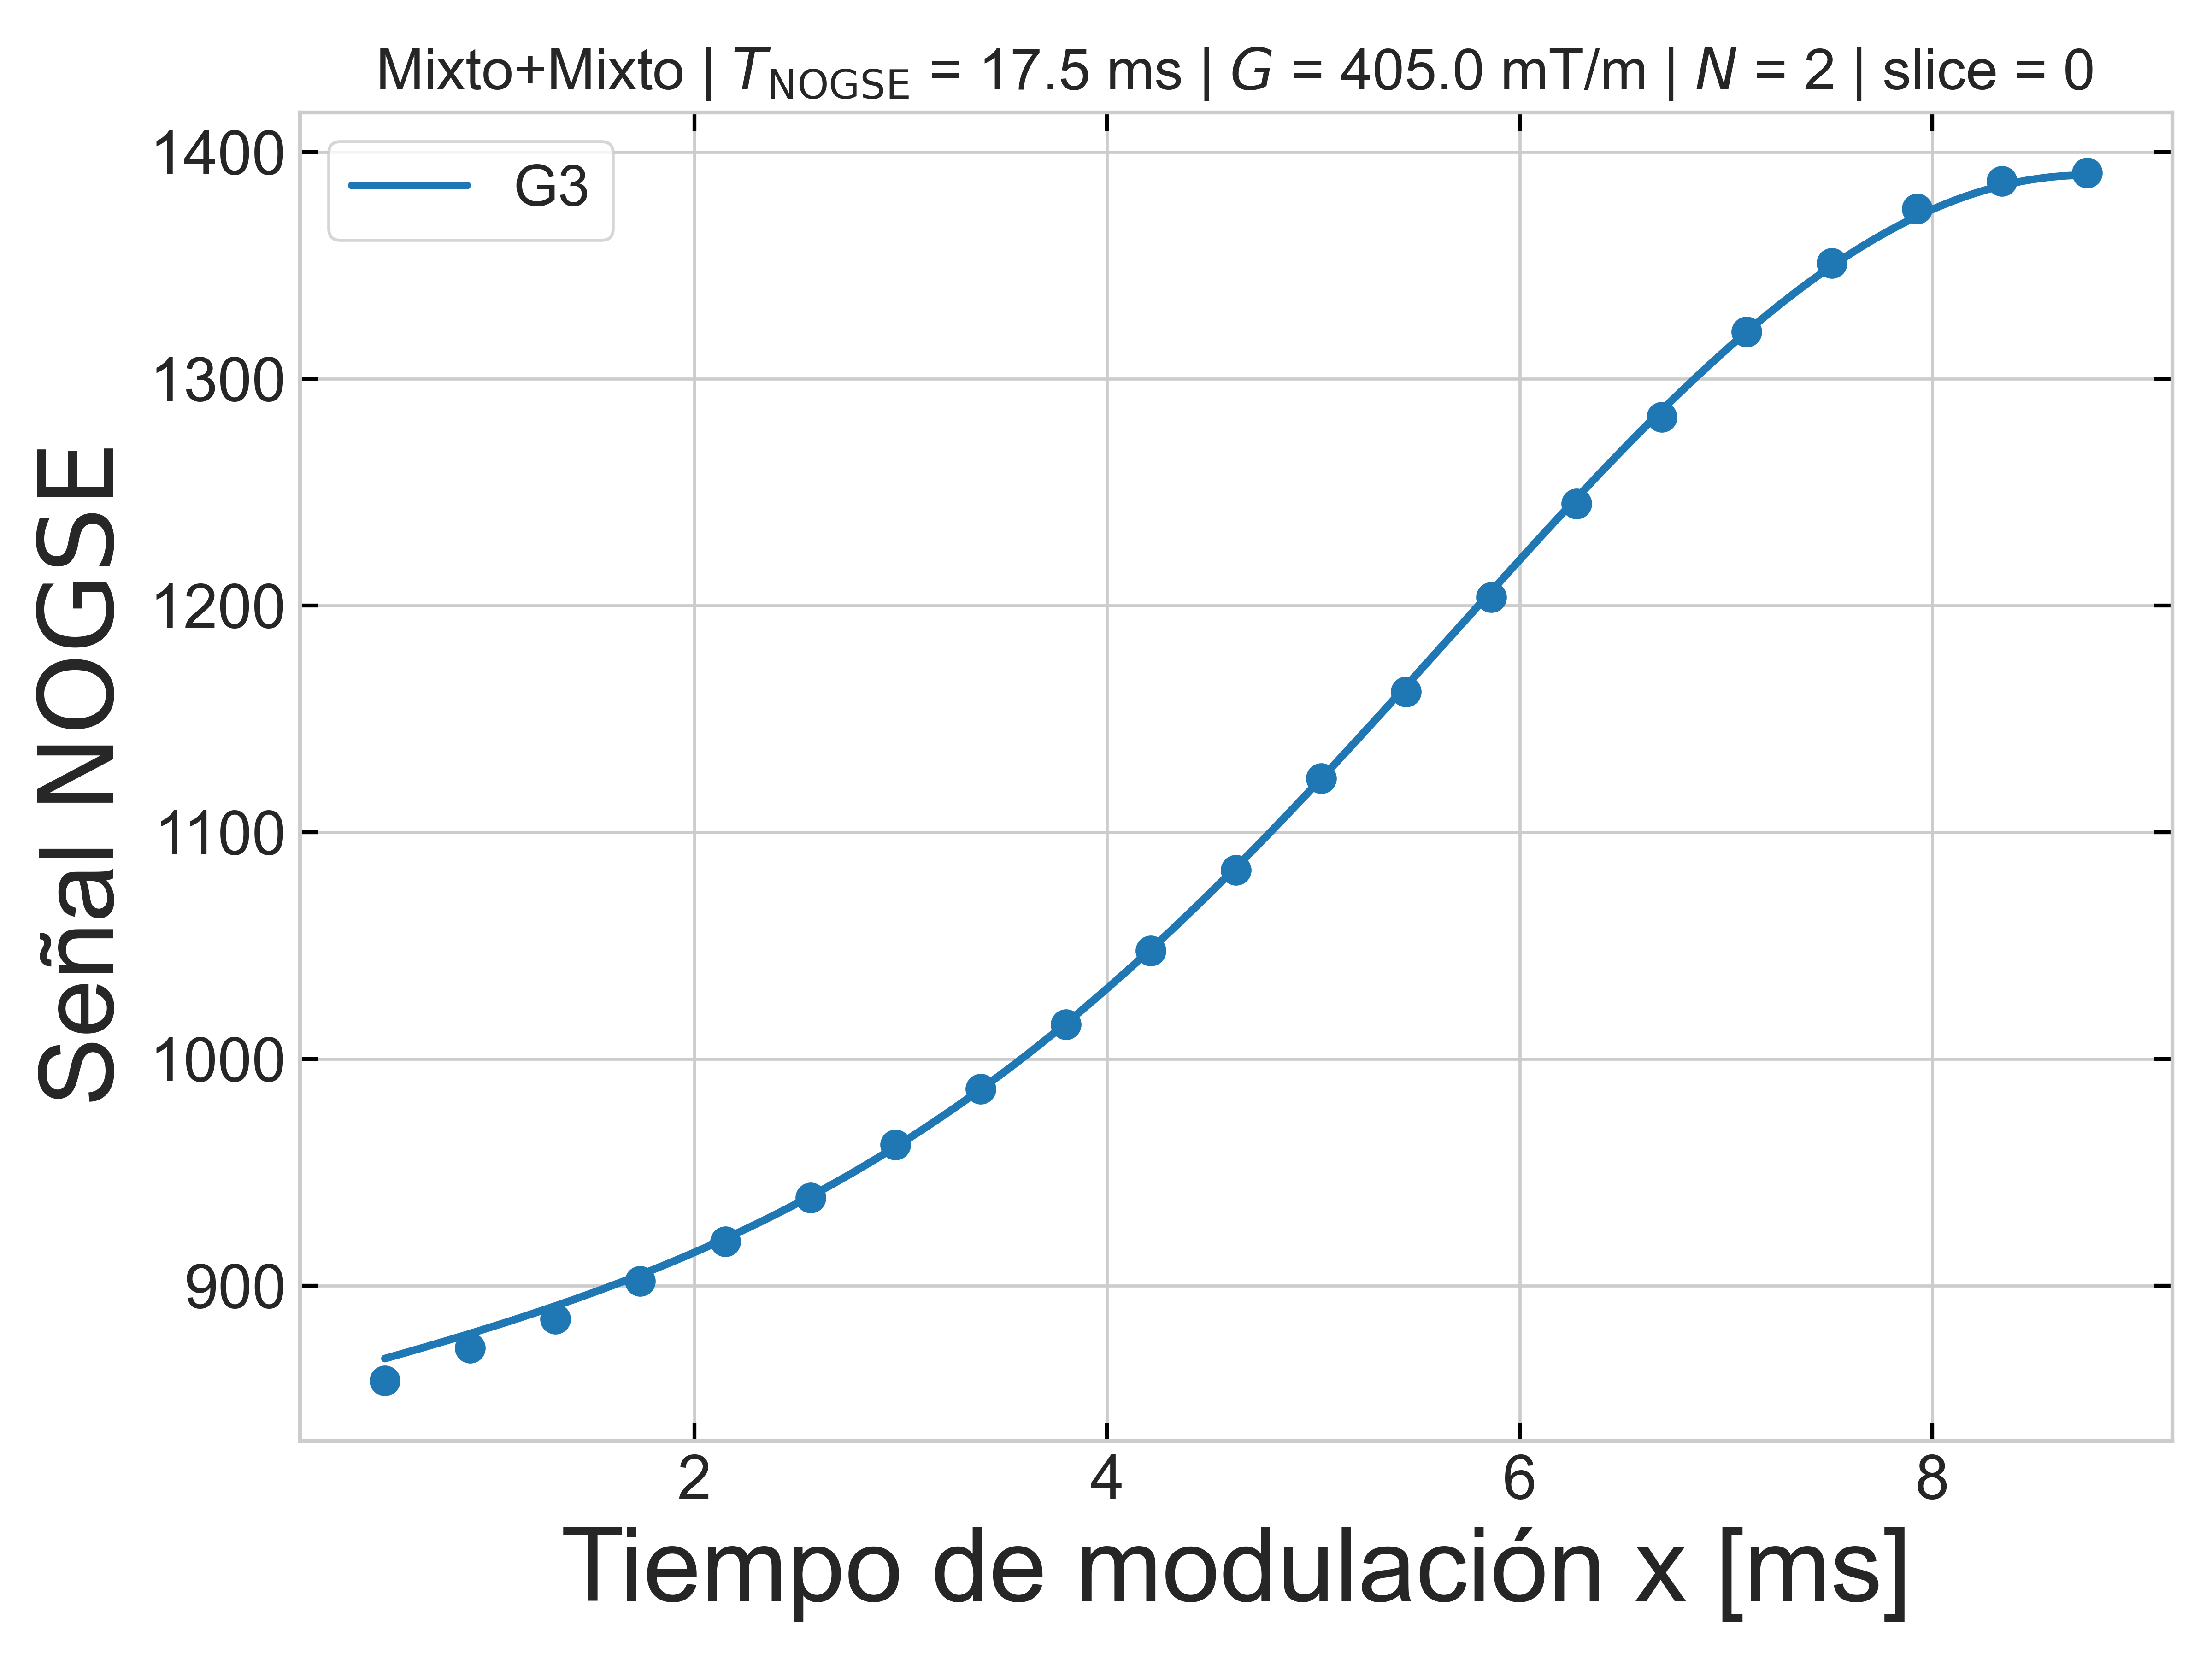 Mixto+Mixto | T_NOGSE = 17.5 ms | G = 405.0 mT/m | N = 2 | slice = 0
G3
Señal NOGSE
1400
1300
1200
1100
1000
900
2 4 6 8
Tiempo de modulación x [ms]